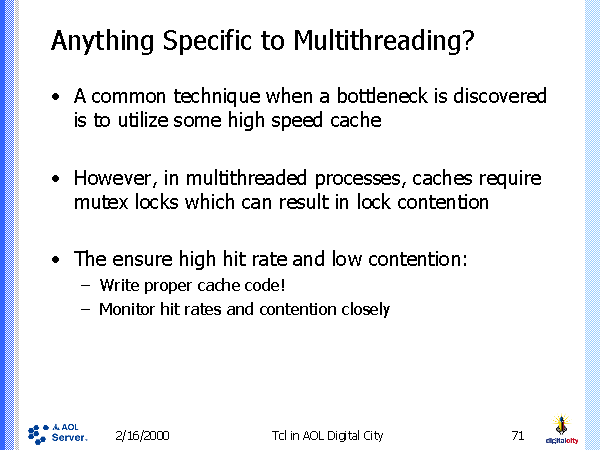 Anything Specific to Multithreading?
• A common technique when a bottleneck is discovered
is to utilize some high speed cache
• However, in multithreaded processes, caches require
mutex locks which can result in lock contention
• The ensure high hit rate and low contention:
– Write proper cache code!
– Monitor hit rates and contention closely
AOL
Server.
2/16/2000
Tcl in AOL Digital City
71
digitalcity